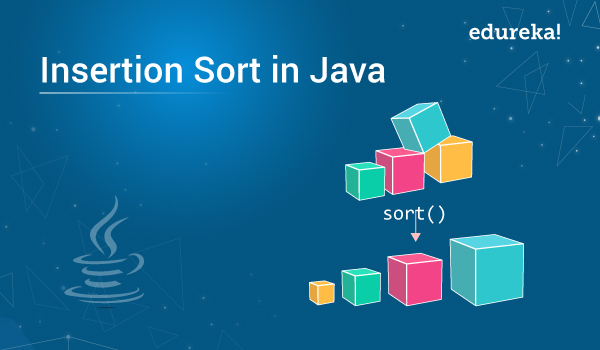 edureka!
Insertion Sort in Java
sort()